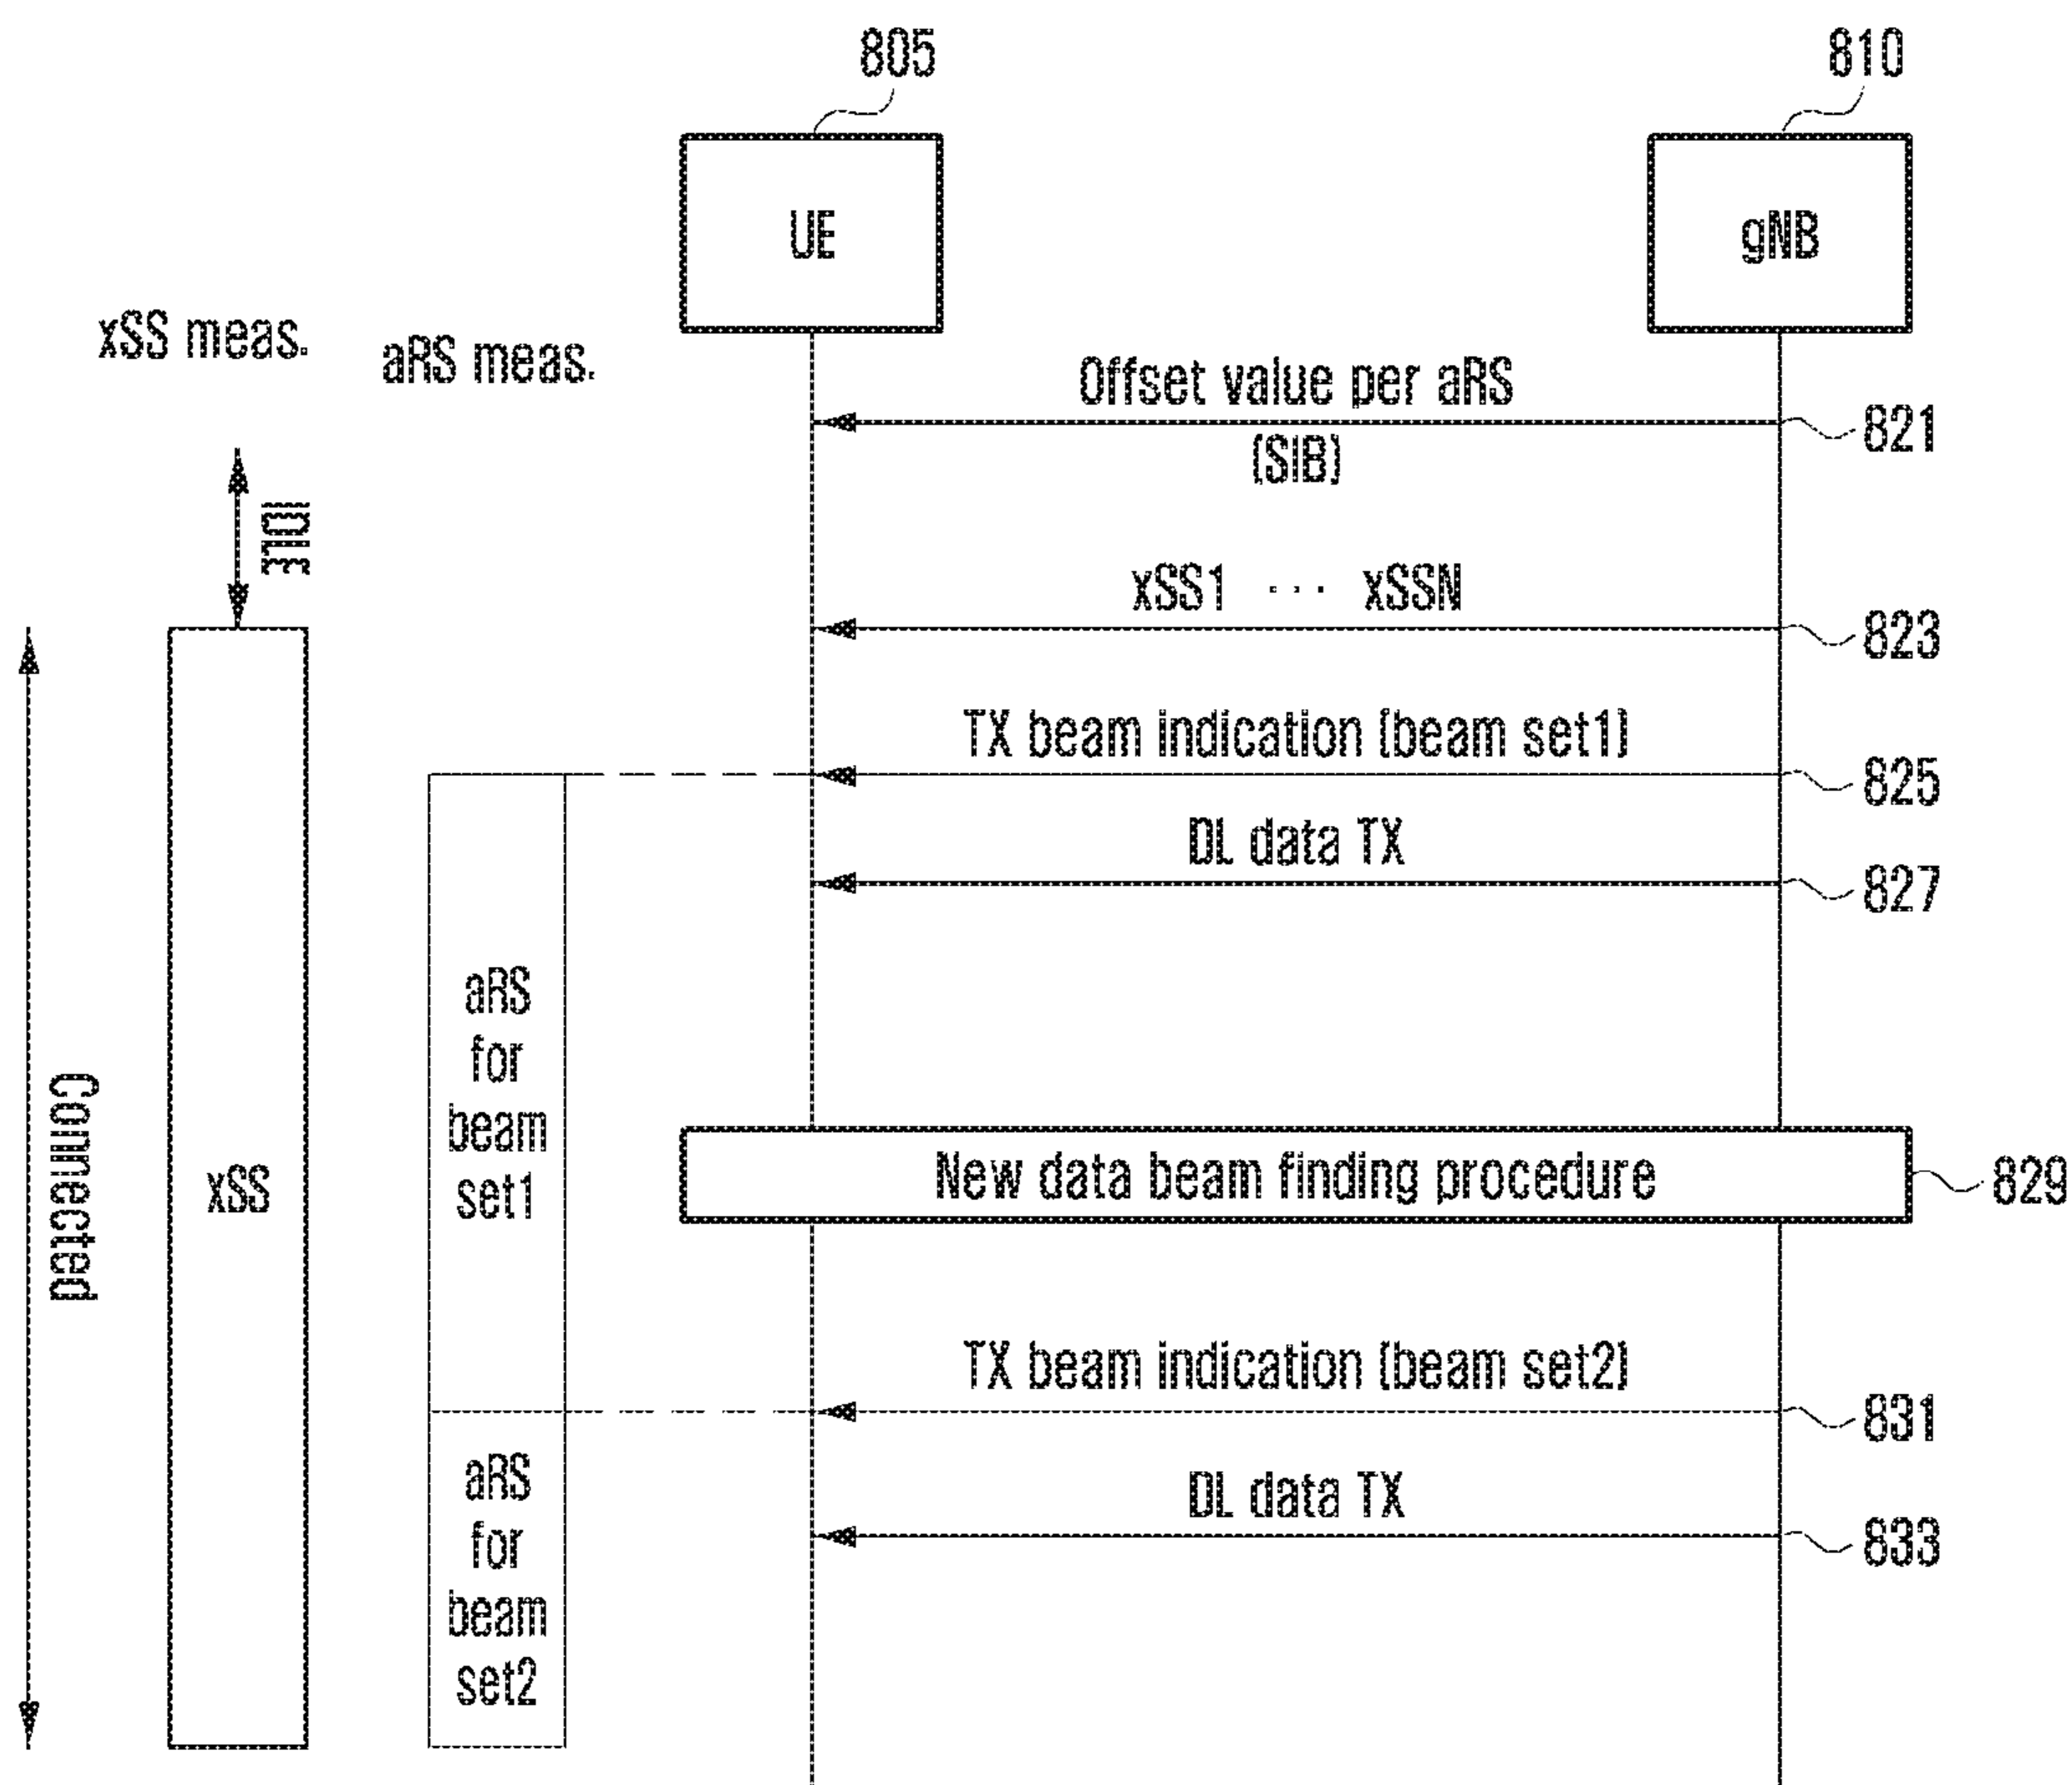 805
810
UE
gNB
xSS meas.
aRS meas.
Offset value per aRS
(SIB)
821
IDLE
xSS1 ··· xSSN
823
TX beam indication (beam set1)
825
DL data TX
827
aRS
for
beam
set1
Connected
xSS
New data beam finding procedure
829
TX beam indication (beam set2)
831
aRS
for
beam
set2
DL data TX
833